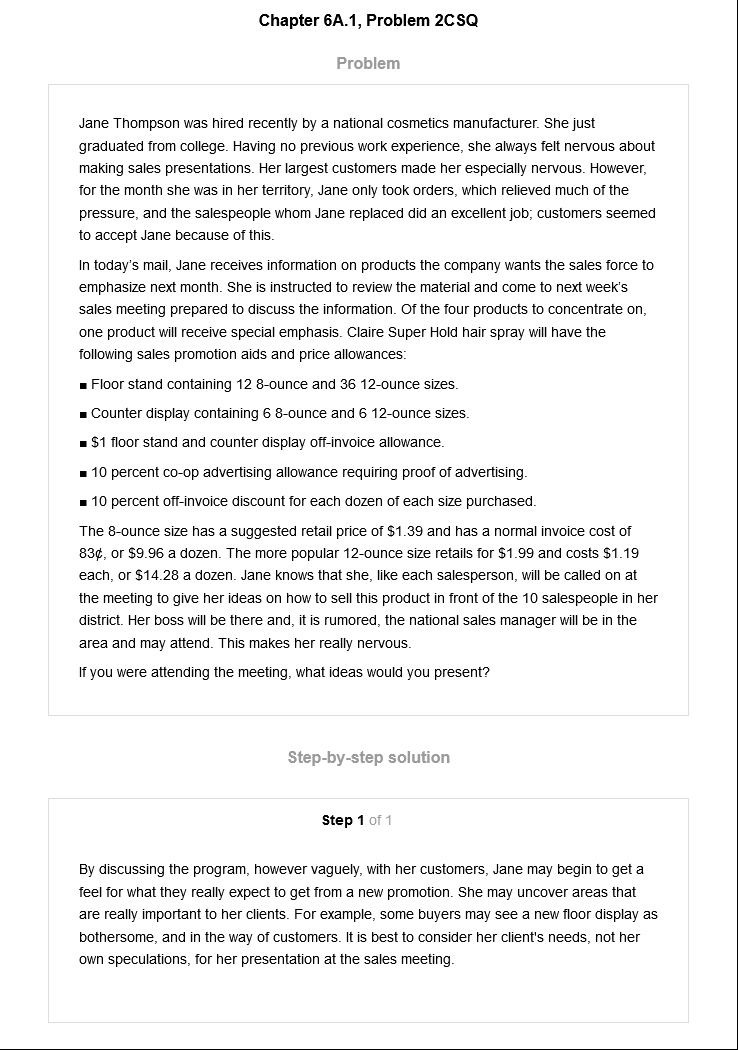 Chapter 6A.1, Problem 2CSQ
Problem
Jane Thompson was hired recently by a national cosmetics manufacturer. She just
graduated from college. Having no previous work experience, she always felt nervous about
making sales presentations. Her largest customers made her especially nervous. However,
for the month she was in her territory, Jane only took orders, which relieved much of the
pressure, and the salespeople whom Jane replaced did an excellent job; customers seemed
to accept Jane because of this.
In today's mail, Jane receives information on products the company wants the sales force to
emphasize next month. She is instructed to review the material and come to next week's
sales meeting prepared to discuss the information. Of the four products to concentrate on,
one product will receive special emphasis. Claire Super Hold hair spray will have the
following sales promotion aids and price allowances:
■ Floor stand containing 12 8-ounce and 36 12-ounce sizes.
■ Counter display containing 6 8-ounce and 6 12-ounce sizes.
■ $1 floor stand and counter display off-invoice allowance.
■ 10 percent co-op advertising allowance requiring proof of advertising.
■ 10 percent off-invoice discount for each dozen of each size purchased.
The 8-ounce size has a suggested retail price of $1.39 and has a normal invoice cost of
83¢, or $9.96 a dozen. The more popular 12-ounce size retails for $1.99 and costs $1.19
each, or $14.28 a dozen. Jane knows that she, like each salesperson, will be called on at
the meeting to give her ideas on how to sell this product in front of the 10 salespeople in her
district. Her boss will be there and, it is rumored, the national sales manager will be in the
area and may attend. This makes her really nervous.
If you were attending the meeting, what ideas would you present?
Step-by-step solution
Step 1 of 1
By discussing the program, however vaguely, with her customers, Jane may begin to get a
feel for what they really expect to get from a new promotion. She may uncover areas that
are really important to her clients. For example, some buyers may see a new floor display as
bothersome, and in the way of customers. It is best to consider her client's needs, not her
own speculations, for her presentation at the sales meeting.